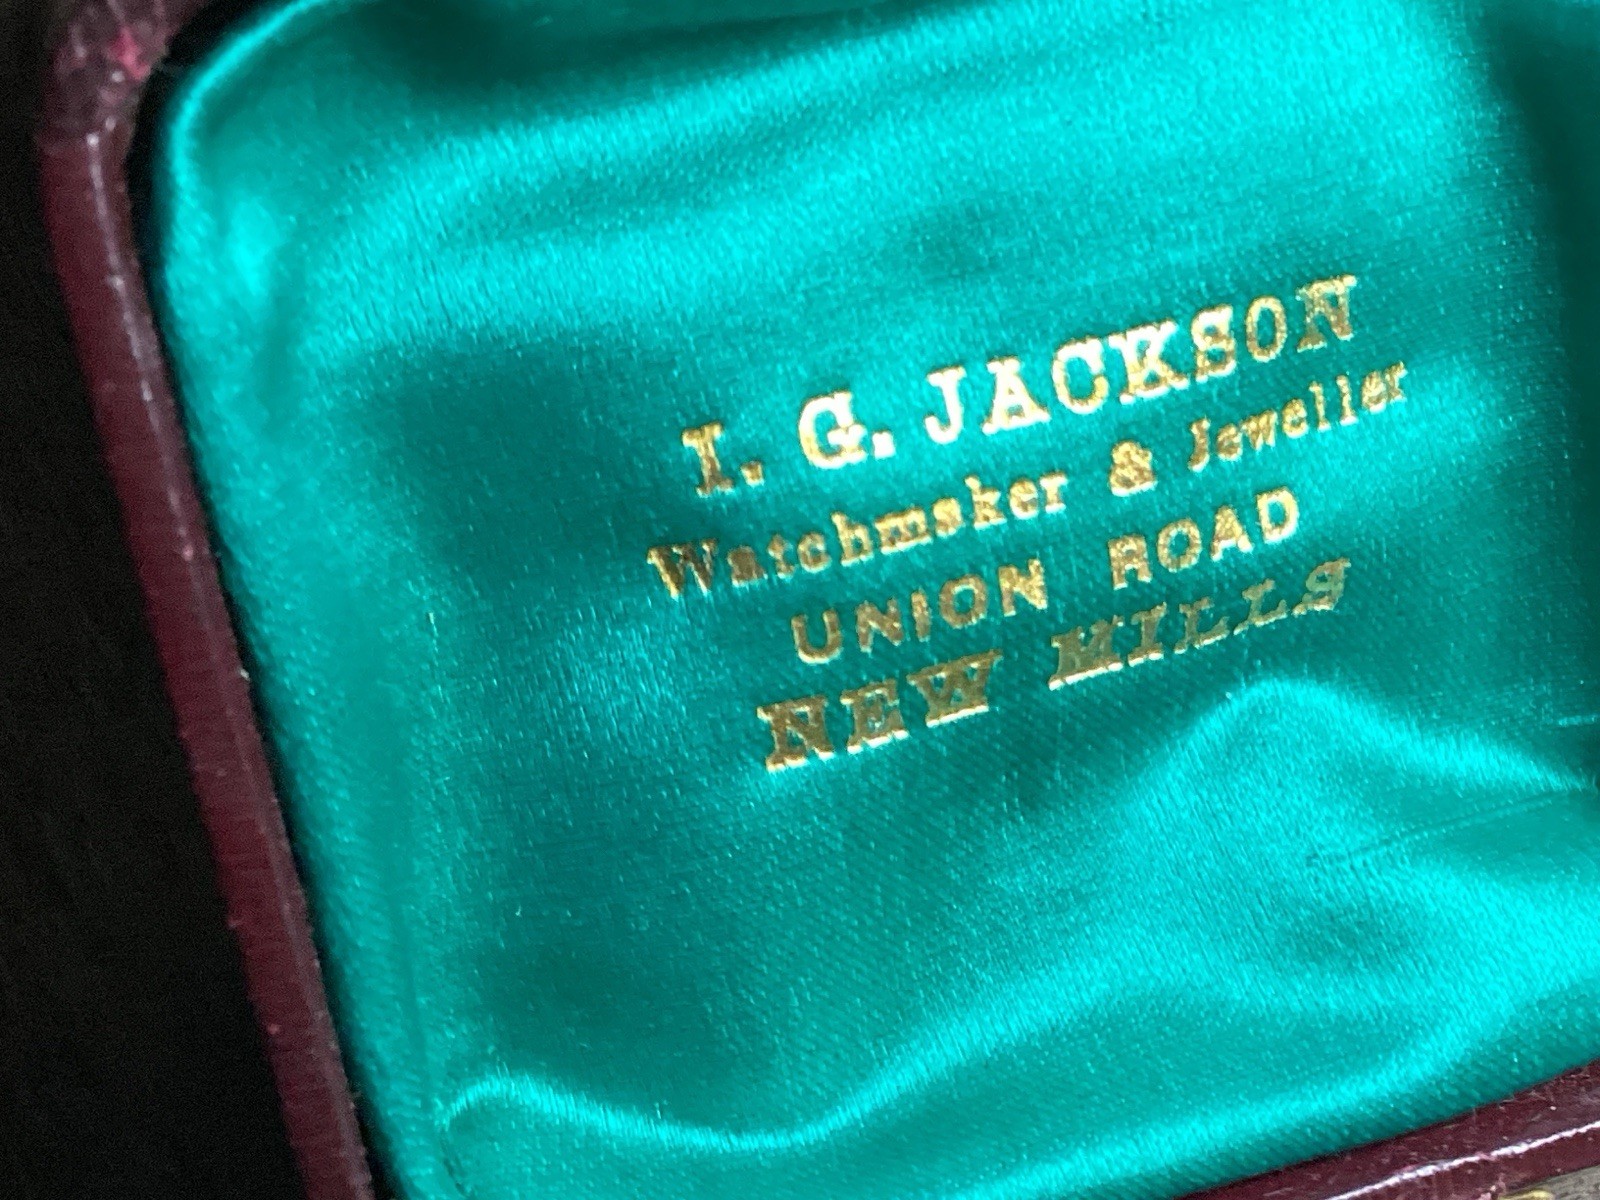 I. G. JACKSON
Watchmaker & Jeweller
UNION ROAD
NEW MILLS